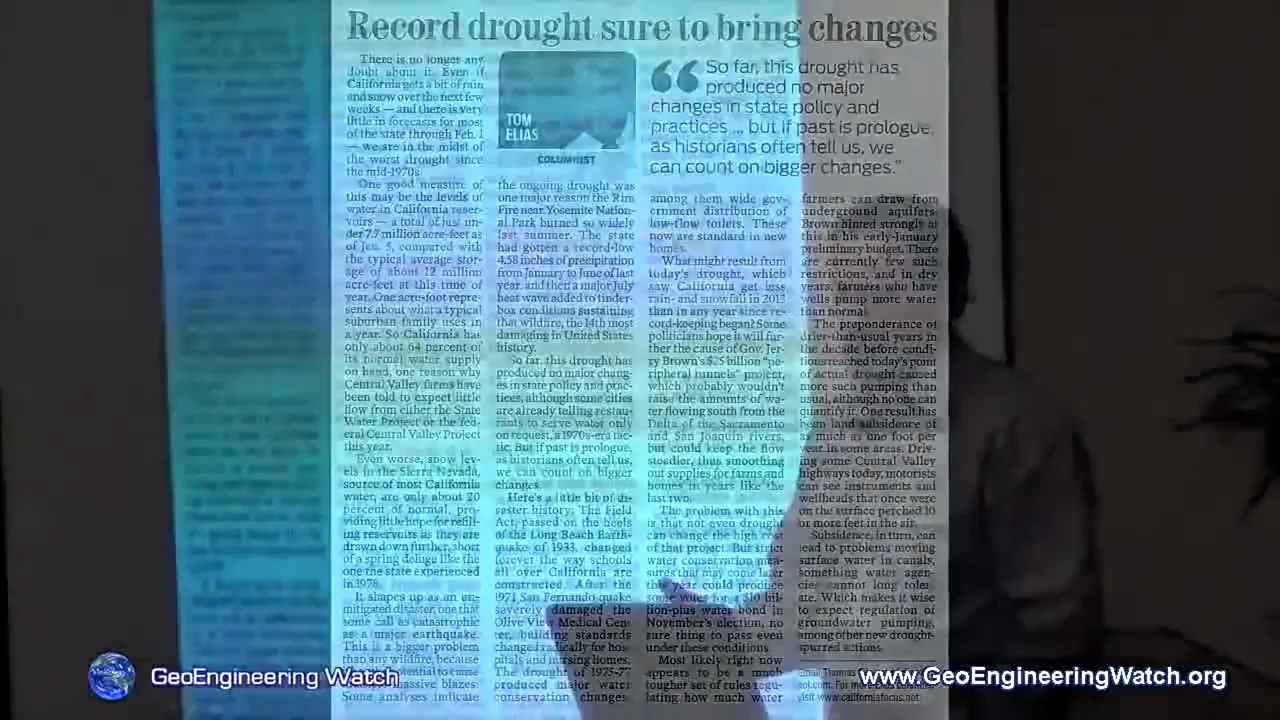 Record drought sure to bring changes
There is no longer any
doubt about it. Even if
California gets a bit of rain
and snow over the next few
weeks — and there is very
little in forecasts for most
of the state through Feb. 1
— we are in the midst of
the worst drought since
the mid-1970s.
One good measure of
this may be the levels of
water in California reser-
voirs — a total of just un-
der 7.7 million acre-feet as
of Jan. 5, compared with
the typical average stor-
age of about 12 million
acre-feet at this time of
year. One acre-foot repre-
sents about what a typical
suburban family uses in
a year. So California has
only about 64 percent of
its normal water supply
on hand, one reason why
Central Valley farms have
been told to expect little
flow from either the State
Water Project or the fed-
eral Central Valley Project
this year.
Even worse, snow lev-
els in the Sierra Nevada,
source of most California
water, are only about 20
percent of normal, pro-
viding little hope for refill-
ing reservoirs as they are
drawn down further, short
of a spring deluge like the
one the state experienced
in 1978.
It shapes up as an un-
mitigated disaster, one that
some call as catastrophic
as a major earthquake.
This is a bigger problem
than any wildfire, because
potential to cause
massive blazes.
Some analyses indicate
TOM
ELIAS
COLUMNIST
the ongoing drought was
one major reason the Rim
Fire near Yosemite Nation-
al Park burned so widely
last summer. The state
had gotten a record-low
4.58 inches of precipitation
from January to June of last
year, and then a major July
heat wave added to tinder-
box conditions sustaining
that wildfire, the 14th most
damaging in United States
history.
So far, this drought has
produced no major chang-
es in state policy and prac-
tices, although some cities
are already telling restau-
rants to serve water only
on request, a 1970s-era tac-
tic. But if past is prologue,
as historians often tell us,
we can count on bigger
changes.
Here's a little bit of di-
saster history: The Field
Act, passed on the heels
of the Long Beach Earth-
quake of 1933, changed
forever the way schools
all over California are
constructed. After the
1971 San Fernando quake
severely damaged the
Olive View Medical Cen-
ter, building standards
changed radically for hos-
pitals and nursing homes.
The drought of 1975-77
produced major water
conservation changes,
“So far, this drought has
produced no major
changes in state policy and
practices ... but if past is prologue,
as historians often tell us, we
can count on bigger changes.”
among them wide gov-
ernment distribution of
low-flow toilets. These
now are standard in new
homes.
What might result from
today's drought, which
saw California get less
rain- and snowfall in 2013
than in any year since re-
cord-keeping began? Some
politicians hope it will fur-
ther the cause of Gov. Jer-
ry Brown's $25 billion “pe-
ripheral tunnels” project,
which probably wouldn't
raise the amounts of wa-
ter flowing south from the
Delta of the Sacramento
and San Joaquin rivers,
but could keep the flow
steadier, thus smoothing
out supplies for farms and
homes in years like the
last two.
The problem with this
is that not even drought
can change the high cost
of that project. But strict
water conservation mea-
sures that may come later
this year could produce
some votes for a $10 bil-
lion-plus water bond in
November's election, no
sure thing to pass even
under these conditions.
Most likely right now
appears to be a much
tougher set of rules regu-
lating how much water
farmers can draw from
underground aquifers.
Brown hinted strongly at
this in his early-January
preliminary budget. There
are currently few such
restrictions, and in dry
years, farmers who have
wells pump more water
than normal.
The preponderance of
drier-than-usual years in
the decade before condi-
tions reached today's point
of actual drought caused
more such pumping than
usual, although no one can
quantify it. One result has
been land subsidence of
as much as one foot per
year in some areas. Driv-
ing some Central Valley
highways today, motorists
can see instruments and
wellheads that once were
on the surface perched 10
or more feet in the air.
Subsidence, in turn, can
lead to problems moving
surface water in canals,
something water agen-
cies cannot long toler-
ate. Which makes it wise
to expect regulation of
groundwater pumping,
among other new drought-
spurred actions.
Email Thomas
aol.com. For more
visit www.californiafocus.net
GeoEngineering Watch
www.GeoEngineeringWatch.org